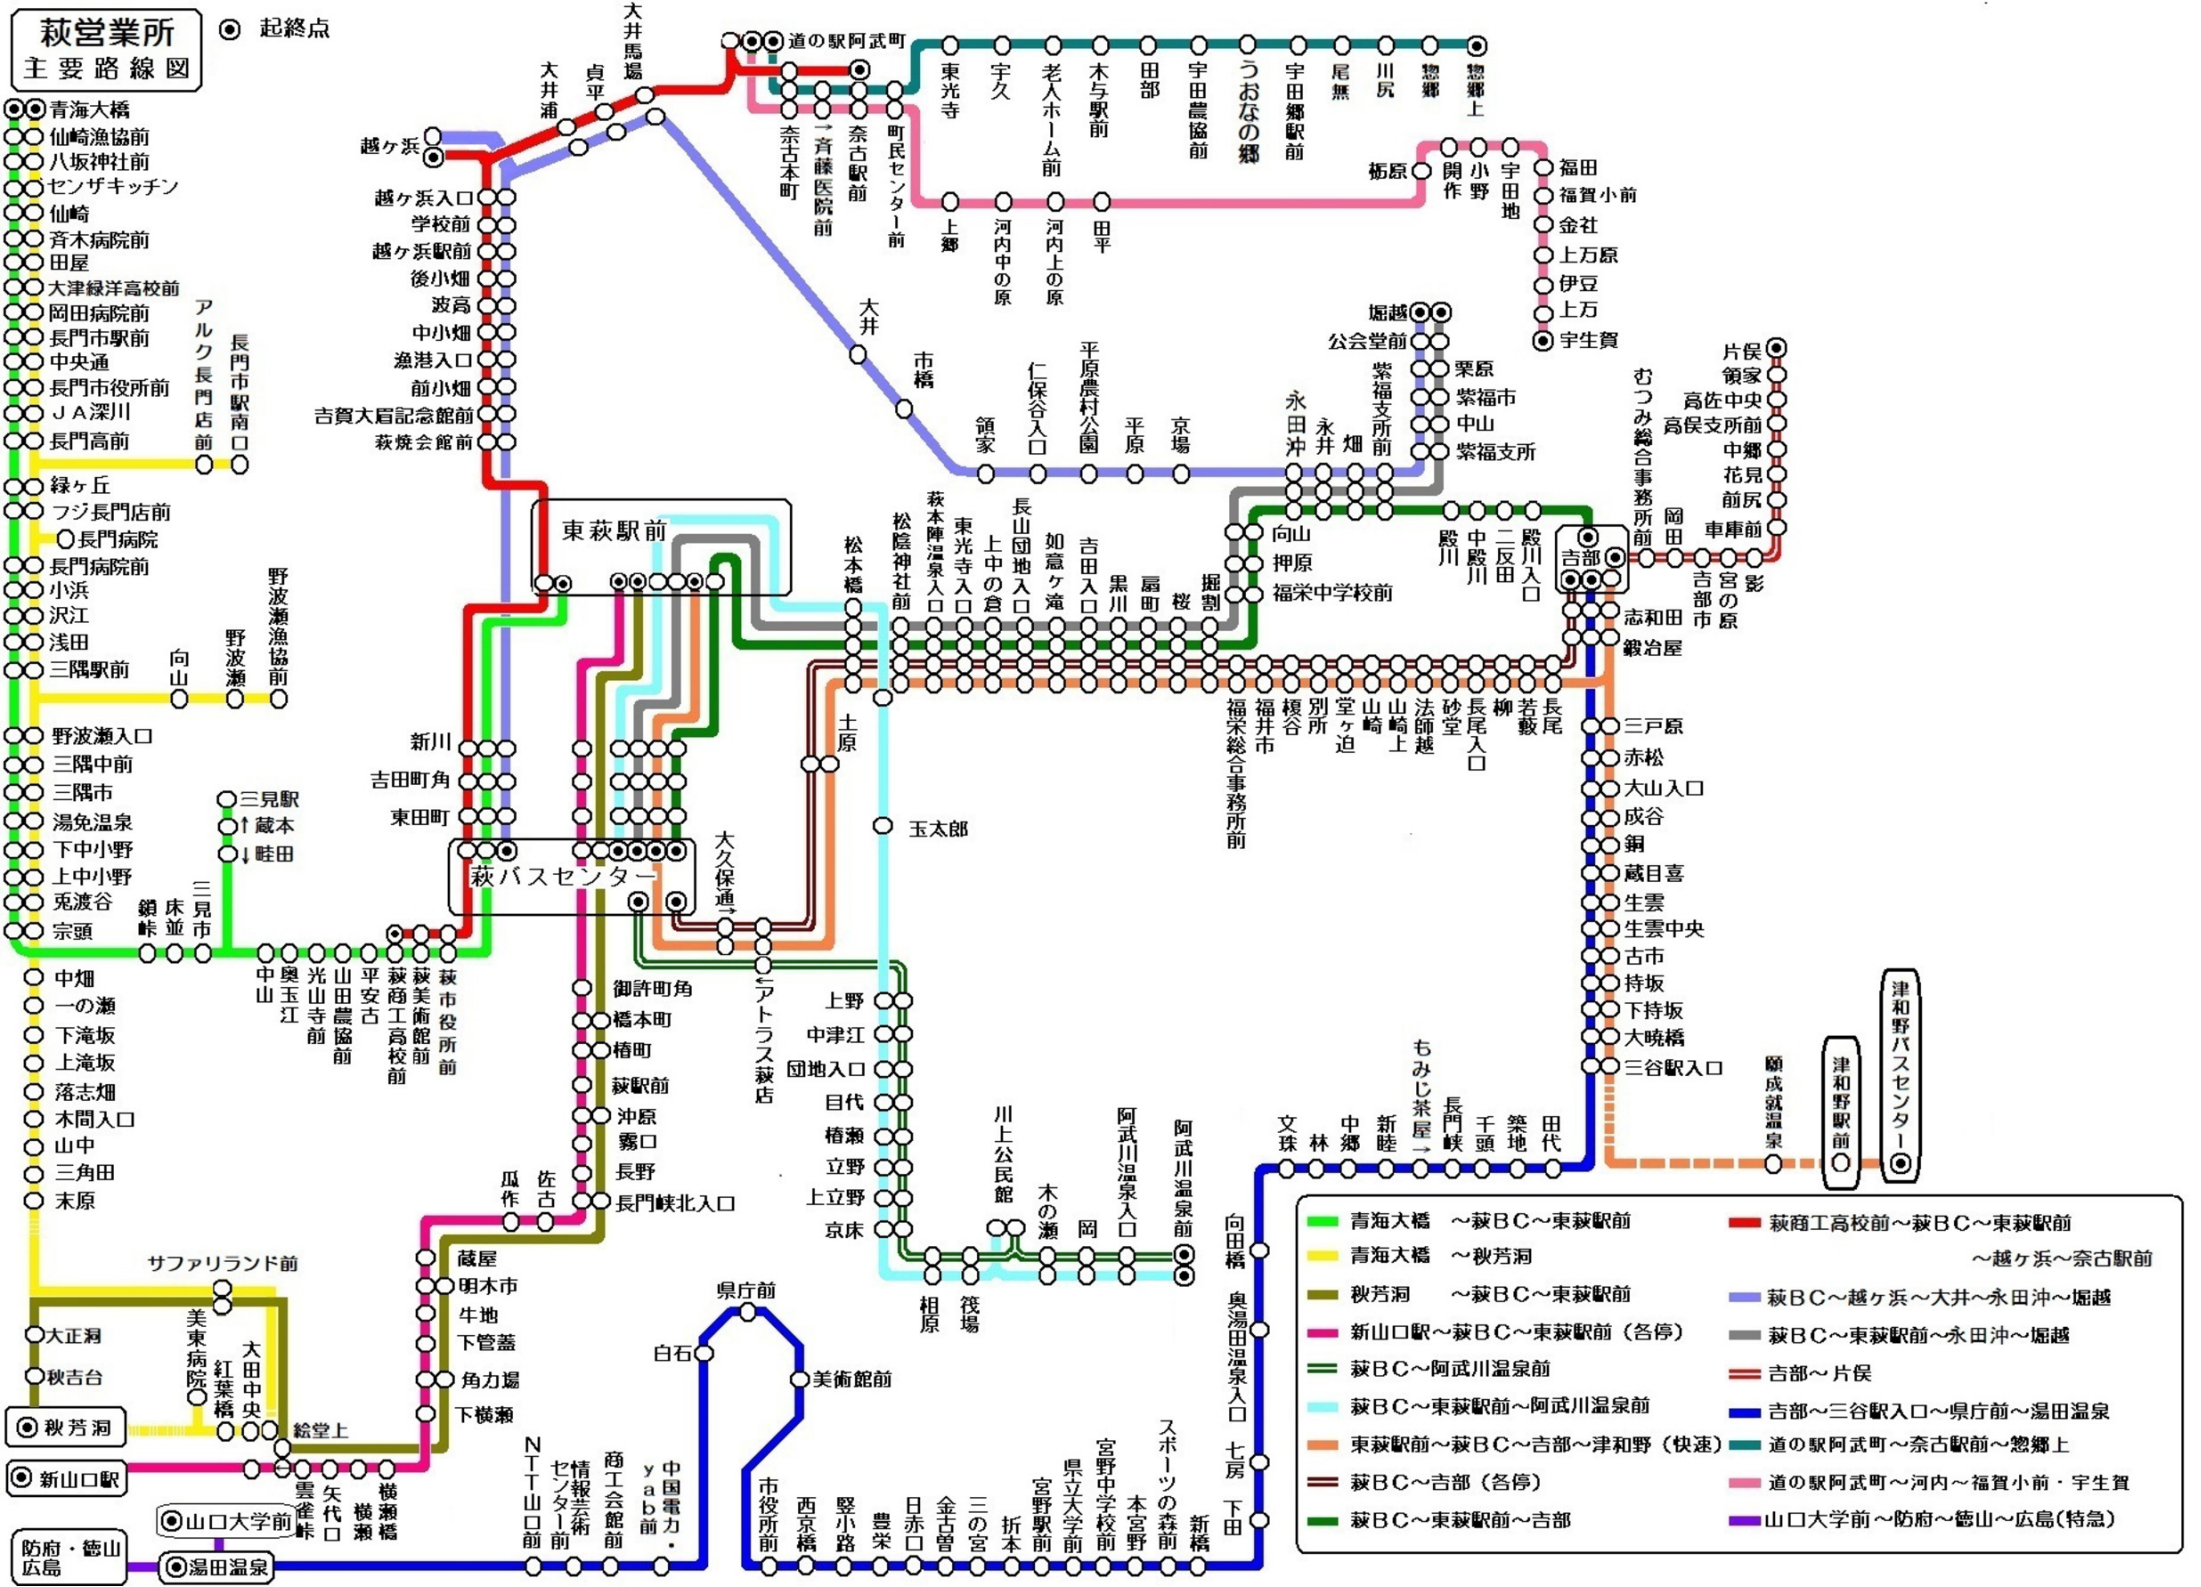 萩営業所
主要路線図
起終点
青海大橋
仙崎漁協前
八坂神社前
センザキッチン
仙崎
斉木病院前
田屋
大津緑洋高校前
岡田病院前
長門市駅前
中央通
長門市役所前
JA深川
長門高前
アルク長門店前
長門市駅南口
緑ヶ丘
フジ長門店前
長門病院
長門病院前
小浜
沢江
浅田
三隅駅前
向山
野波瀬
野波瀬漁協前
野波瀬入口
三隅中前
三隅市
湯免温泉
下中小野
上中小野
兎渡谷
宗頭
三見駅
↑蔵本
↓畦田
鎖峠
床並
三見市
中山
奥玉江
光山寺前
山田農協前
平安古
萩商工高校前
萩美術館前
萩市役所前
中畑
一の瀬
下滝坂
上滝坂
落志畑
木間入口
山中
三角田
末原
サファリランド前
大正洞
秋吉台
美東病院
紅葉橋
大田中央
絵堂上
秋芳洞
新山口駅
雲雀峠
矢代口
横瀬
横瀬橋
山口大学前
防府・徳山
広島
湯田温泉
越ヶ浜
大井浦
貞平
大井馬場
越ヶ浜入口
学校前
越ヶ浜駅前
後小畑
波高
中小畑
漁港入口
前小畑
吉賀大眉記念館前
萩焼会館前
東萩駅前
新川
吉田町角
東田町
萩バスセンター
大久保通→
←アトラス萩店
土原
御許町角
橋本町
椿町
萩駅前
沖原
霧口
長野
長門峡北入口
瓜作
佐古
蔵屋
明木市
牛地
下管蓋
角力場
下横瀬
道の駅阿武町
奈古本町
→斉藤医院前
奈古駅前
町民センター前
東光寺
宇久
老人ホーム前
木与駅前
田部
宇田農協前
うおなの郷
宇田郷駅前
尾無
川尻
惣郷
惣郷上
上郷
河内中の原
河内上の原
田平
栃原
開作
小野
宇田地
福田
福賀小前
金社
上万原
伊豆
上万
宇生賀
大井
市橋
領家
仁保谷入口
平原農村公園
平原
京場
永田沖
永井
畑
紫福支所前
堀越
公会堂前
栗原
紫福市
中山
紫福支所
向山
押原
福栄中学校前
殿川
中殿川
二反田
殿川入口
吉部
むつみ総合事務所前
岡田
吉部市
宮の原
影
片俣
領家
高佐中央
高俣支所前
中郷
花見
前尻
車庫前
松本橋
松陰神社前
萩本陣温泉入口
東光寺入口
上中の倉
長山団地入口
如意ヶ滝
吉田入口
黒川
扇町
桜
堀割
福栄総合事務所前
福井市
榎谷
別所
堂ヶ迫
山崎
山崎上
法師越
砂堂
長尾入口
柳
若藪
長尾
志和田
鍛冶屋
三戸原
赤松
大山入口
成谷
銅
蔵目喜
生雲
生雲中央
古市
持坂
下持坂
大暁橋
三谷駅入口
願成就温泉
津和野駅前
津和野バスセンター
玉太郎
上野
中津江
団地入口
目代
椿瀬
立野
上立野
京床
相原
筏場
川上公民館
木の瀬
岡
阿武川温泉入口
阿武川温泉前
文珠
林
中郷
新睦
もみじ茶屋→
長門峡
千頭
築地
田代
向田橋
奥湯田温泉入口
七房
下田
県庁前
白石
美術館前
NTT山口前
情報芸術センター前
商工会館前
中国電力・yab前
市役所前
西京橋
竪小路
豊栄
日赤口
金古曽
三の宮
折本
宮野駅前
県立大学前
宮野中学校前
本宮野
スポーツの森前
新橋
青海大橋 ～萩BC～東萩駅前
青海大橋 ～秋芳洞
秋芳洞 ～萩BC～東萩駅前
新山口駅～萩BC～東萩駅前（各停）
萩BC～阿武川温泉前
萩BC～東萩駅前～阿武川温泉前
東萩駅前～萩BC～吉部～津和野（快速）
萩BC～吉部（各停）
萩BC～東萩駅前～吉部
萩商工高校前～萩BC～東萩駅前
～越ヶ浜～奈古駅前
萩BC～越ヶ浜～大井～永田沖～堀越
萩BC～東萩駅前～永田沖～堀越
吉部～片俣
吉部～三谷駅入口～県庁前～湯田温泉
道の駅阿武町～奈古駅前～惣郷上
道の駅阿武町～河内～福賀小前・宇生賀
山口大学前～防府～徳山～広島(特急)